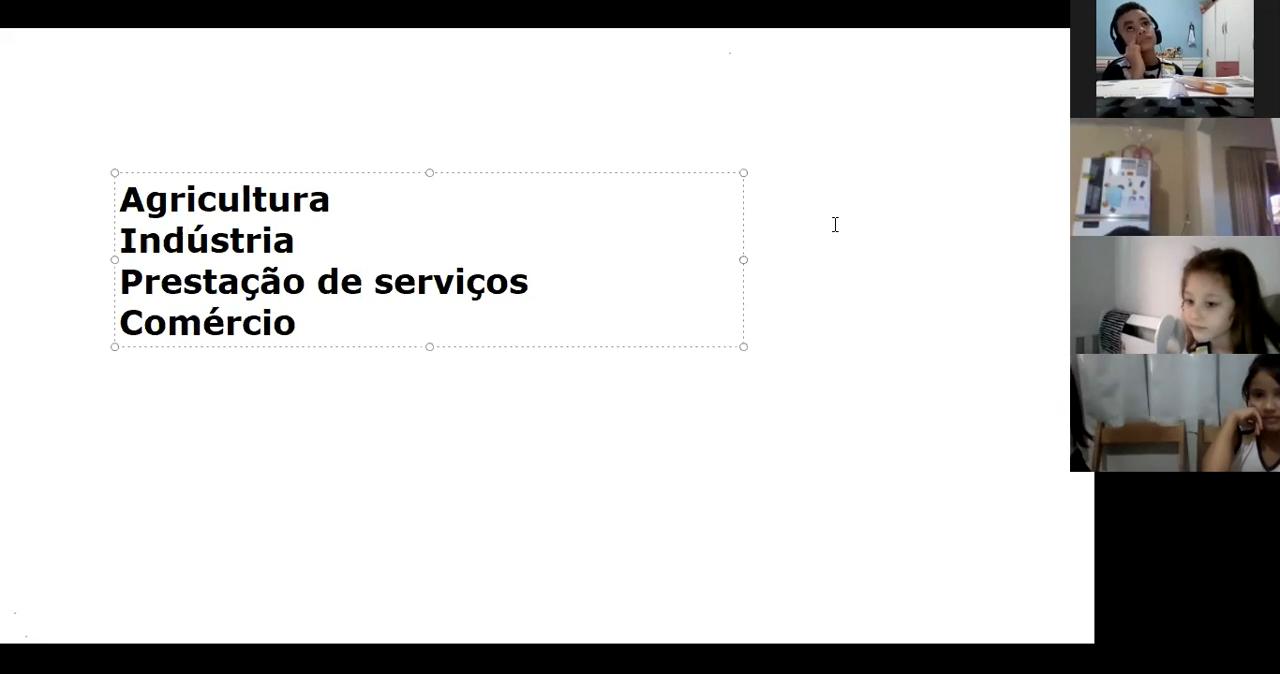 Agricultura
Indústria
Prestação de serviços
Comércio